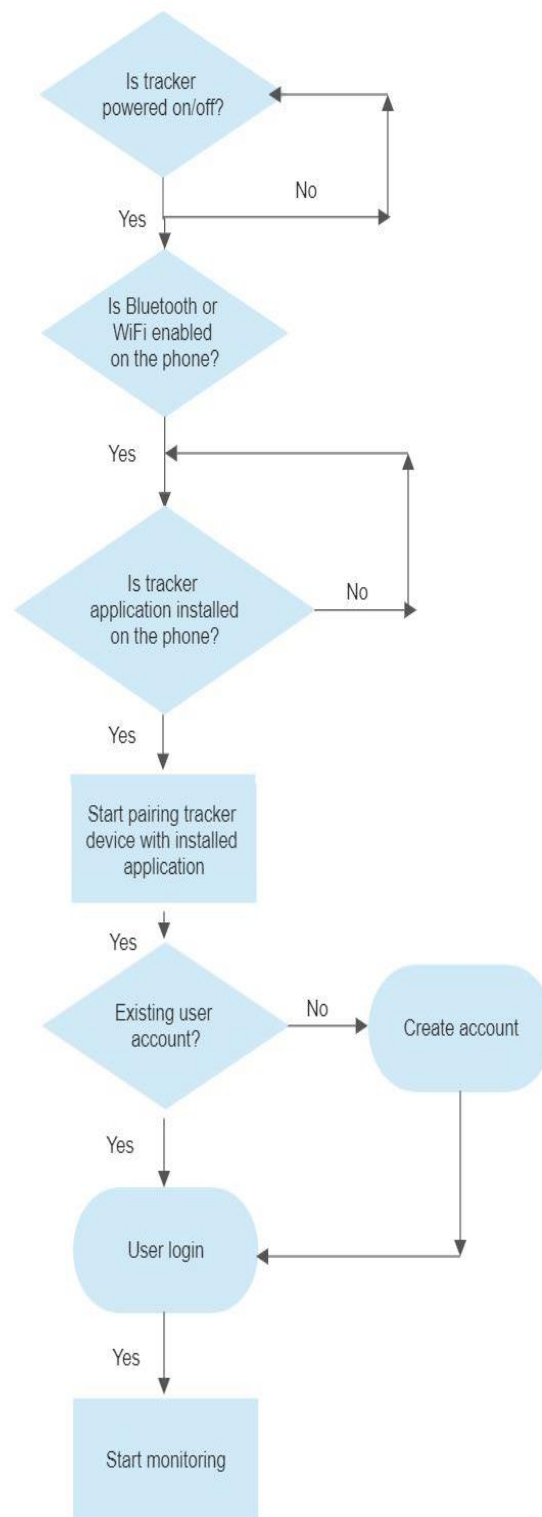 Is tracker
powered on/off?
No
Yes
Is Bluetooth or
WiFi enabled
on the phone?
Yes
Is tracker
application installed
on the phone?
No
Yes
Start pairing tracker
device with installed
application
Yes
Existing user
account?
No
Create account
Yes
User login
Yes
Start monitoring